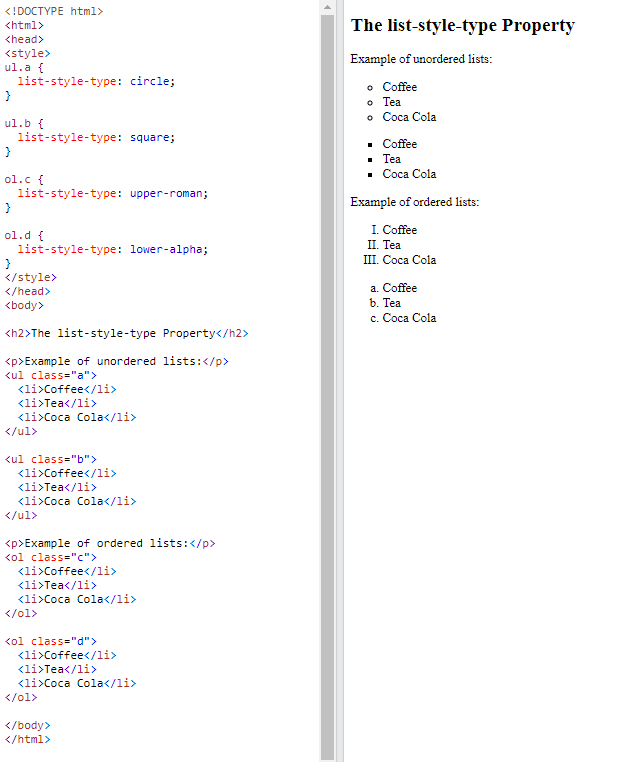 <!DOCTYPE html>
<html>
<head>
<style>
ul.a {
  list-style-type: circle;
}

ul.b {
  list-style-type: square;
}

ol.c {
  list-style-type: upper-roman;
}

ol.d {
  list-style-type: lower-alpha;
}
</style>
</head>
<body>

<h2>The list-style-type Property</h2>

<p>Example of unordered lists:</p>
<ul class="a">
  <li>Coffee</li>
  <li>Tea</li>
  <li>Coca Cola</li>
</ul>

<ul class="b">
  <li>Coffee</li>
  <li>Tea</li>
  <li>Coca Cola</li>
</ul>

<p>Example of ordered lists:</p>
<ol class="c">
  <li>Coffee</li>
  <li>Tea</li>
  <li>Coca Cola</li>
</ol>

<ol class="d">
  <li>Coffee</li>
  <li>Tea</li>
  <li>Coca Cola</li>
</ol>

</body>
</html>

The list-style-type Property
Example of unordered lists:
Coffee
Tea
Coca Cola
Coffee
Tea
Coca Cola
Example of ordered lists:
I. Coffee
II. Tea
III. Coca Cola
a. Coffee
b. Tea
c. Coca Cola